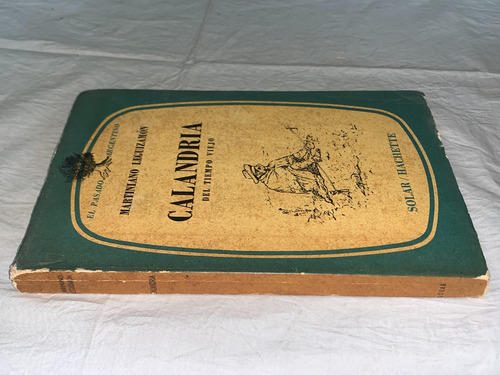 EL PASADO ARGENTINO
MARTINIANO LEGUIZAMÓN
CALANDRIA
DEL TIEMPO VIEJO
SOLAR / HACHETTE